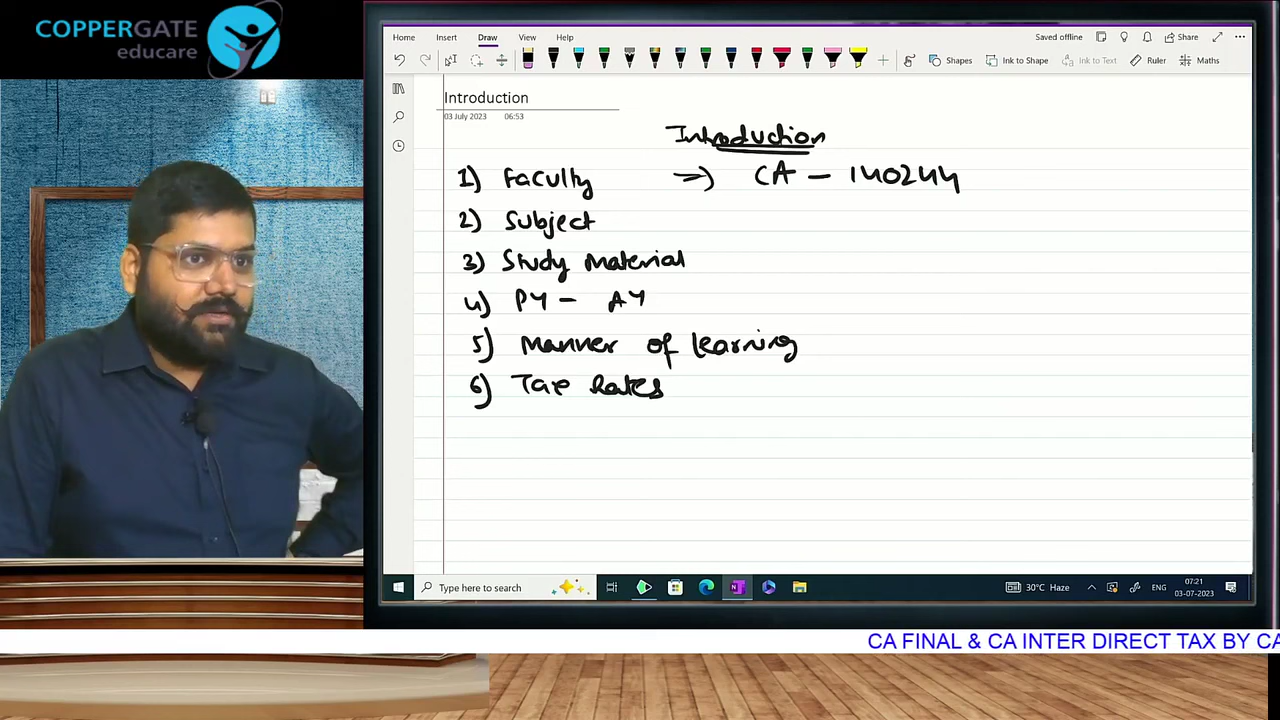 COPPERGATE
educare
Home Insert Draw View Help
Saved offline Share
Shapes Ink to Shape Ink to Text Ruler Maths
Introduction
03 July 2023 06:53
Introduction
1) Faculty => CA - 140244
2) Subject
3) Study Material
4) PY - AY
5) Manner of learning
6) Tax Rates
Type here to search
30°C Haze
ENG
07:21
03-07-2023
CA FINAL & CA INTER DIRECT TAX BY CA